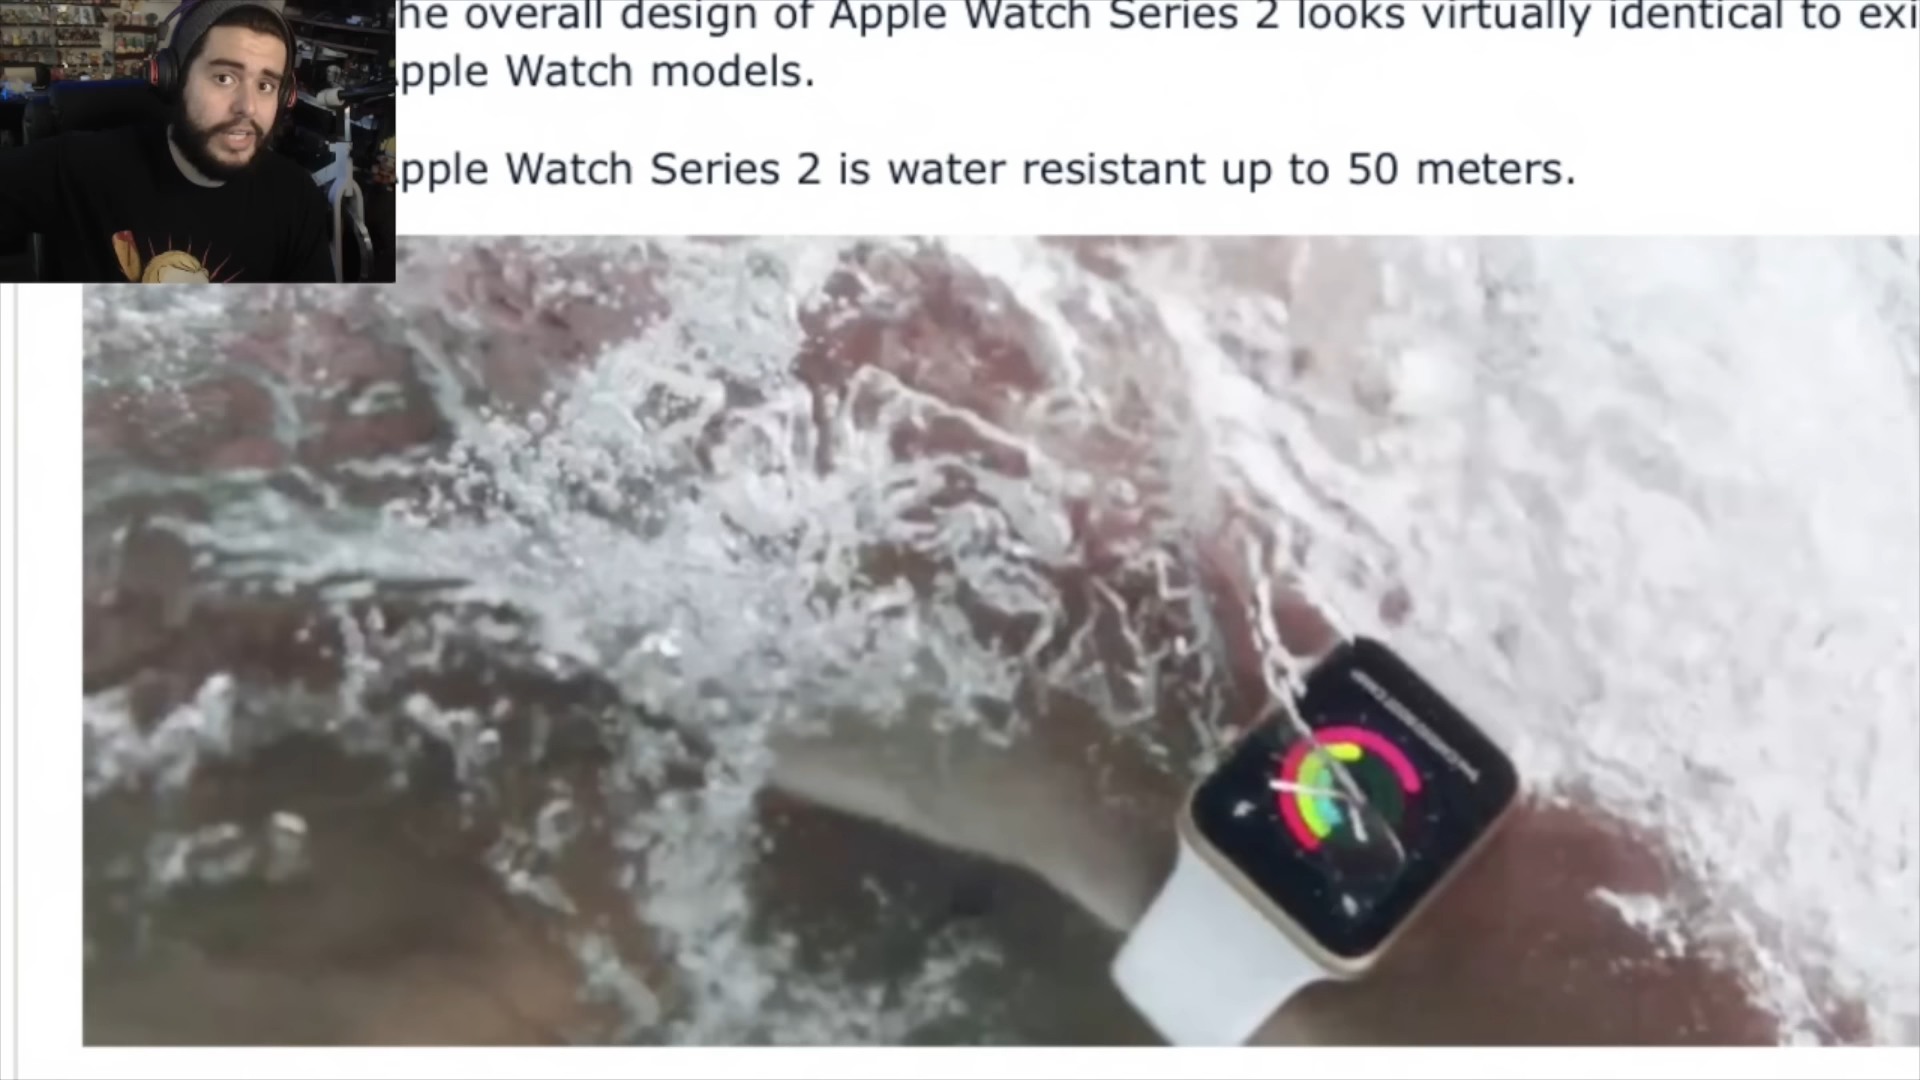 he overall design of Apple Watch Series 2 looks virtually identical to exi
pple Watch models.
pple Watch Series 2 is water resistant up to 50 meters.